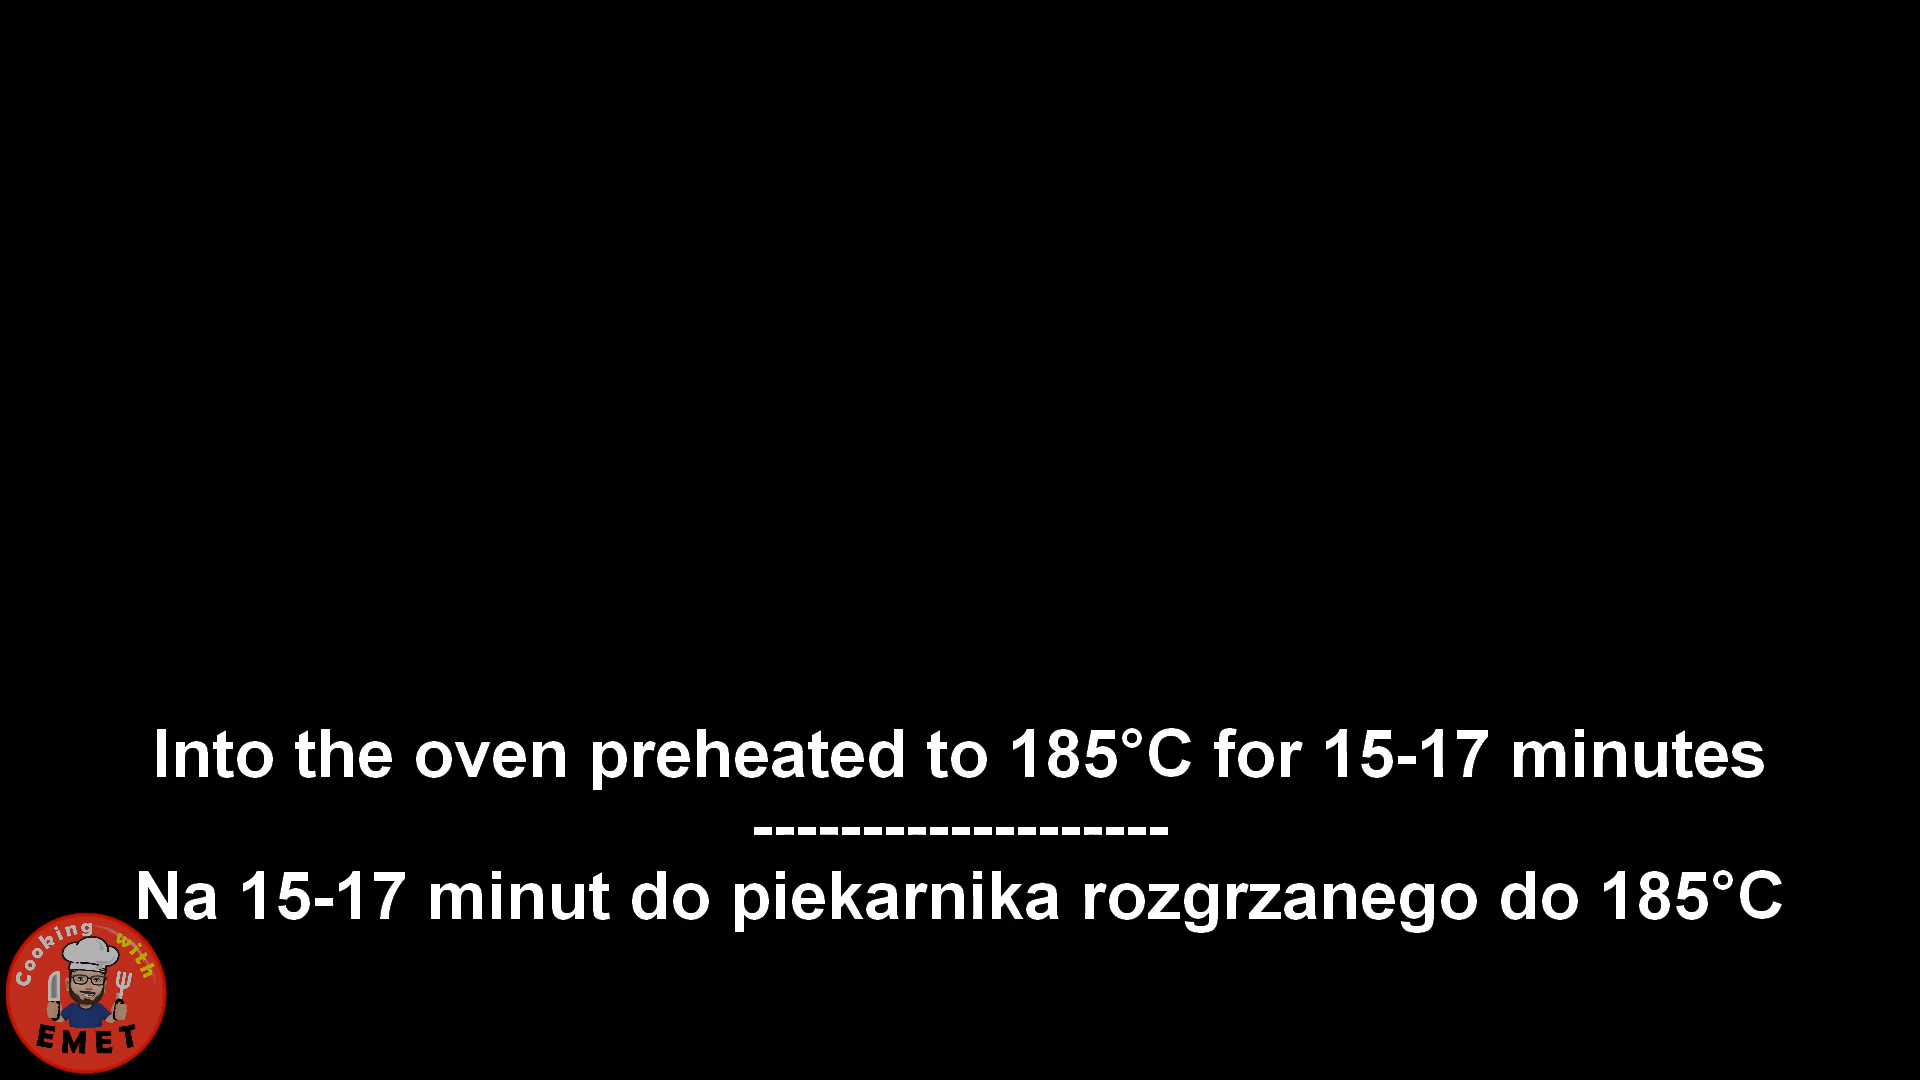 Into the oven preheated to 185°C for 15-17 minutes
-------------------
Na 15-17 minut do piekarnika rozgrzanego do 185°C
Cooking with
EMET